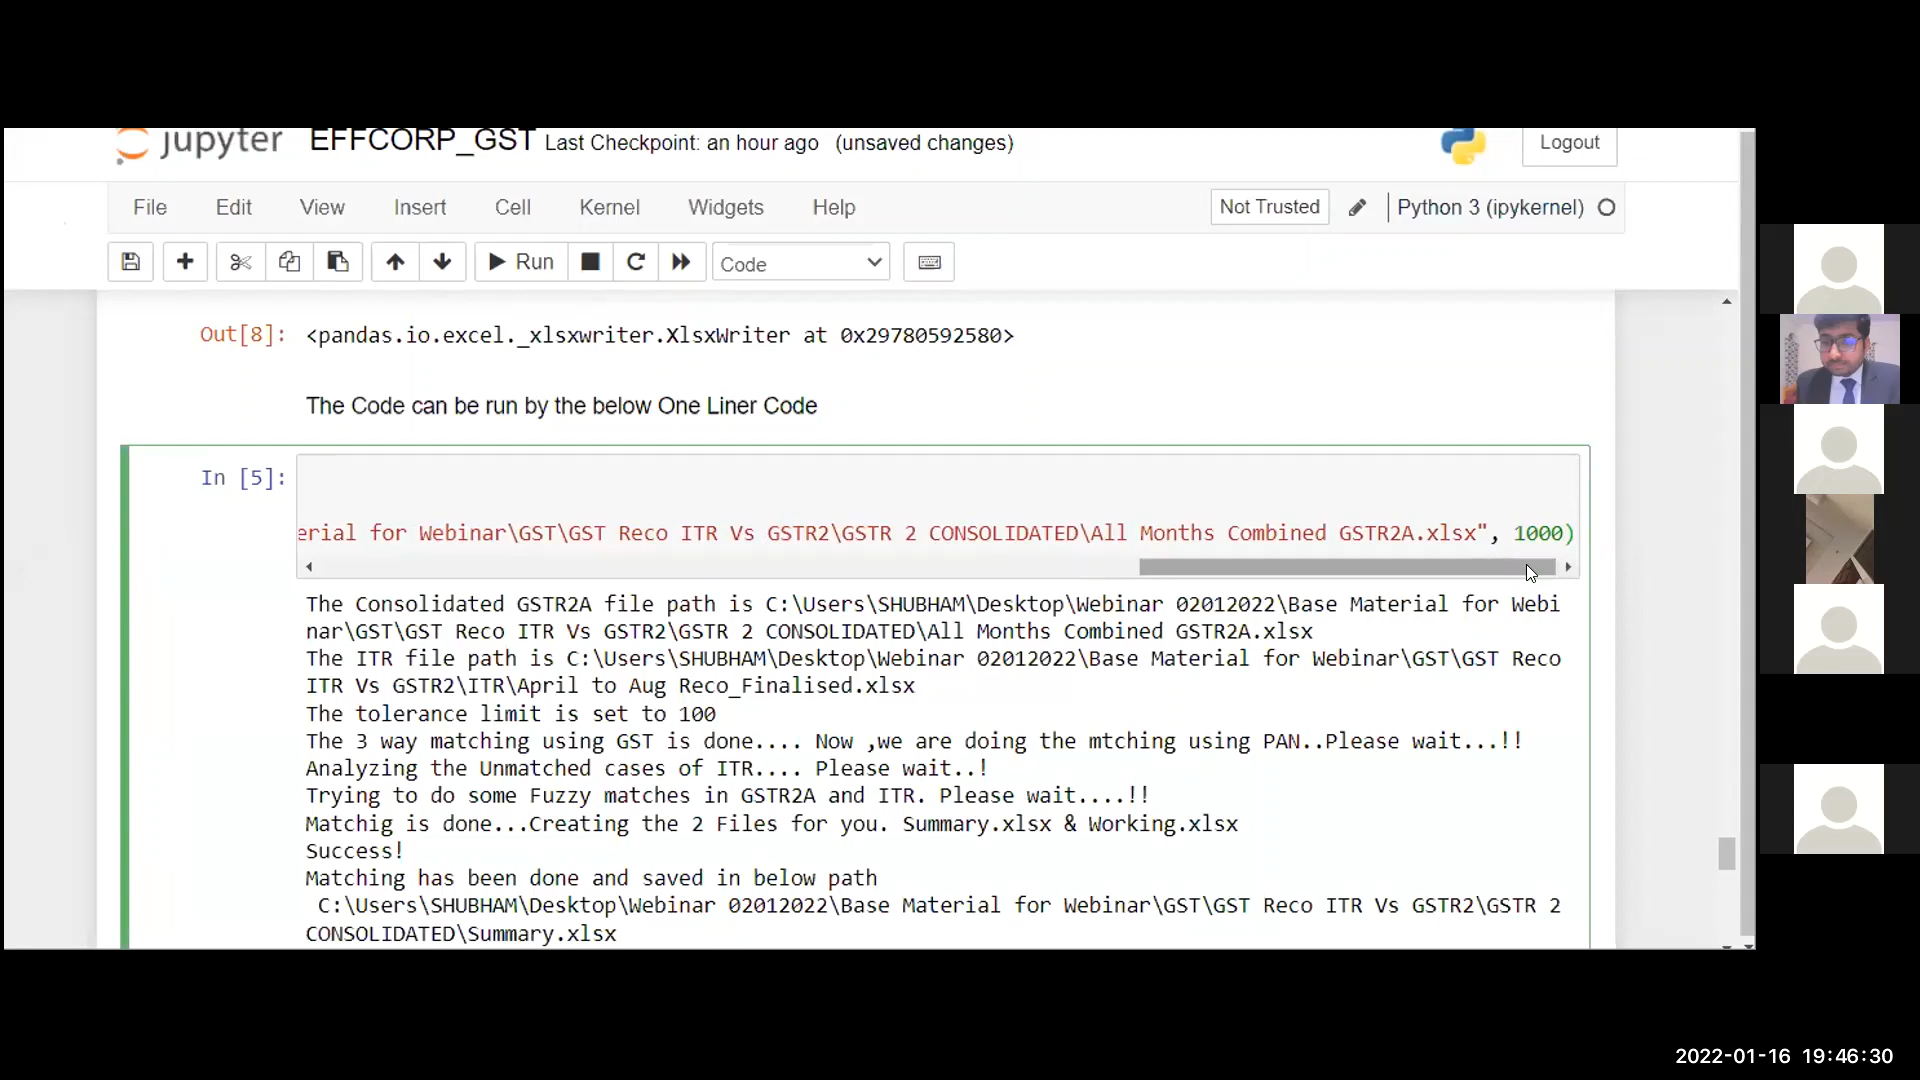 jupyter EFFCORP_GST Last Checkpoint: an hour ago (unsaved changes) Logout
File Edit View Insert Cell Kernel Widgets Help Not Trusted Python 3 (ipykernel)
Run Code
Out[8]: <pandas.io.excel._xlsxwriter.XlsxWriter at 0x29780592580>
The Code can be run by the below One Liner Code
In [5]:
erial for Webinar\GST\GST Reco ITR Vs GSTR2\GSTR 2 CONSOLIDATED\All Months Combined GSTR2A.xlsx", 1000)
The Consolidated GSTR2A file path is C:\Users\SHUBHAM\Desktop\Webinar 02012022\Base Material for Webi
nar\GST\GST Reco ITR Vs GSTR2\GSTR 2 CONSOLIDATED\All Months Combined GSTR2A.xlsx
The ITR file path is C:\Users\SHUBHAM\Desktop\Webinar 02012022\Base Material for Webinar\GST\GST Reco
ITR Vs GSTR2\ITR\April to Aug Reco_Finalised.xlsx
The tolerance limit is set to 100
The 3 way matching using GST is done.... Now ,we are doing the mtching using PAN..Please wait...!!
Analyzing the Unmatched cases of ITR.... Please wait..!
Trying to do some Fuzzy matches in GSTR2A and ITR. Please wait....!!
Matchig is done...Creating the 2 Files for you. Summary.xlsx & Working.xlsx
Success!
Matching has been done and saved in below path
C:\Users\SHUBHAM\Desktop\Webinar 02012022\Base Material for Webinar\GST\GST Reco ITR Vs GSTR2\GSTR 2
CONSOLIDATED\Summary.xlsx
2022-01-16 19:46:30